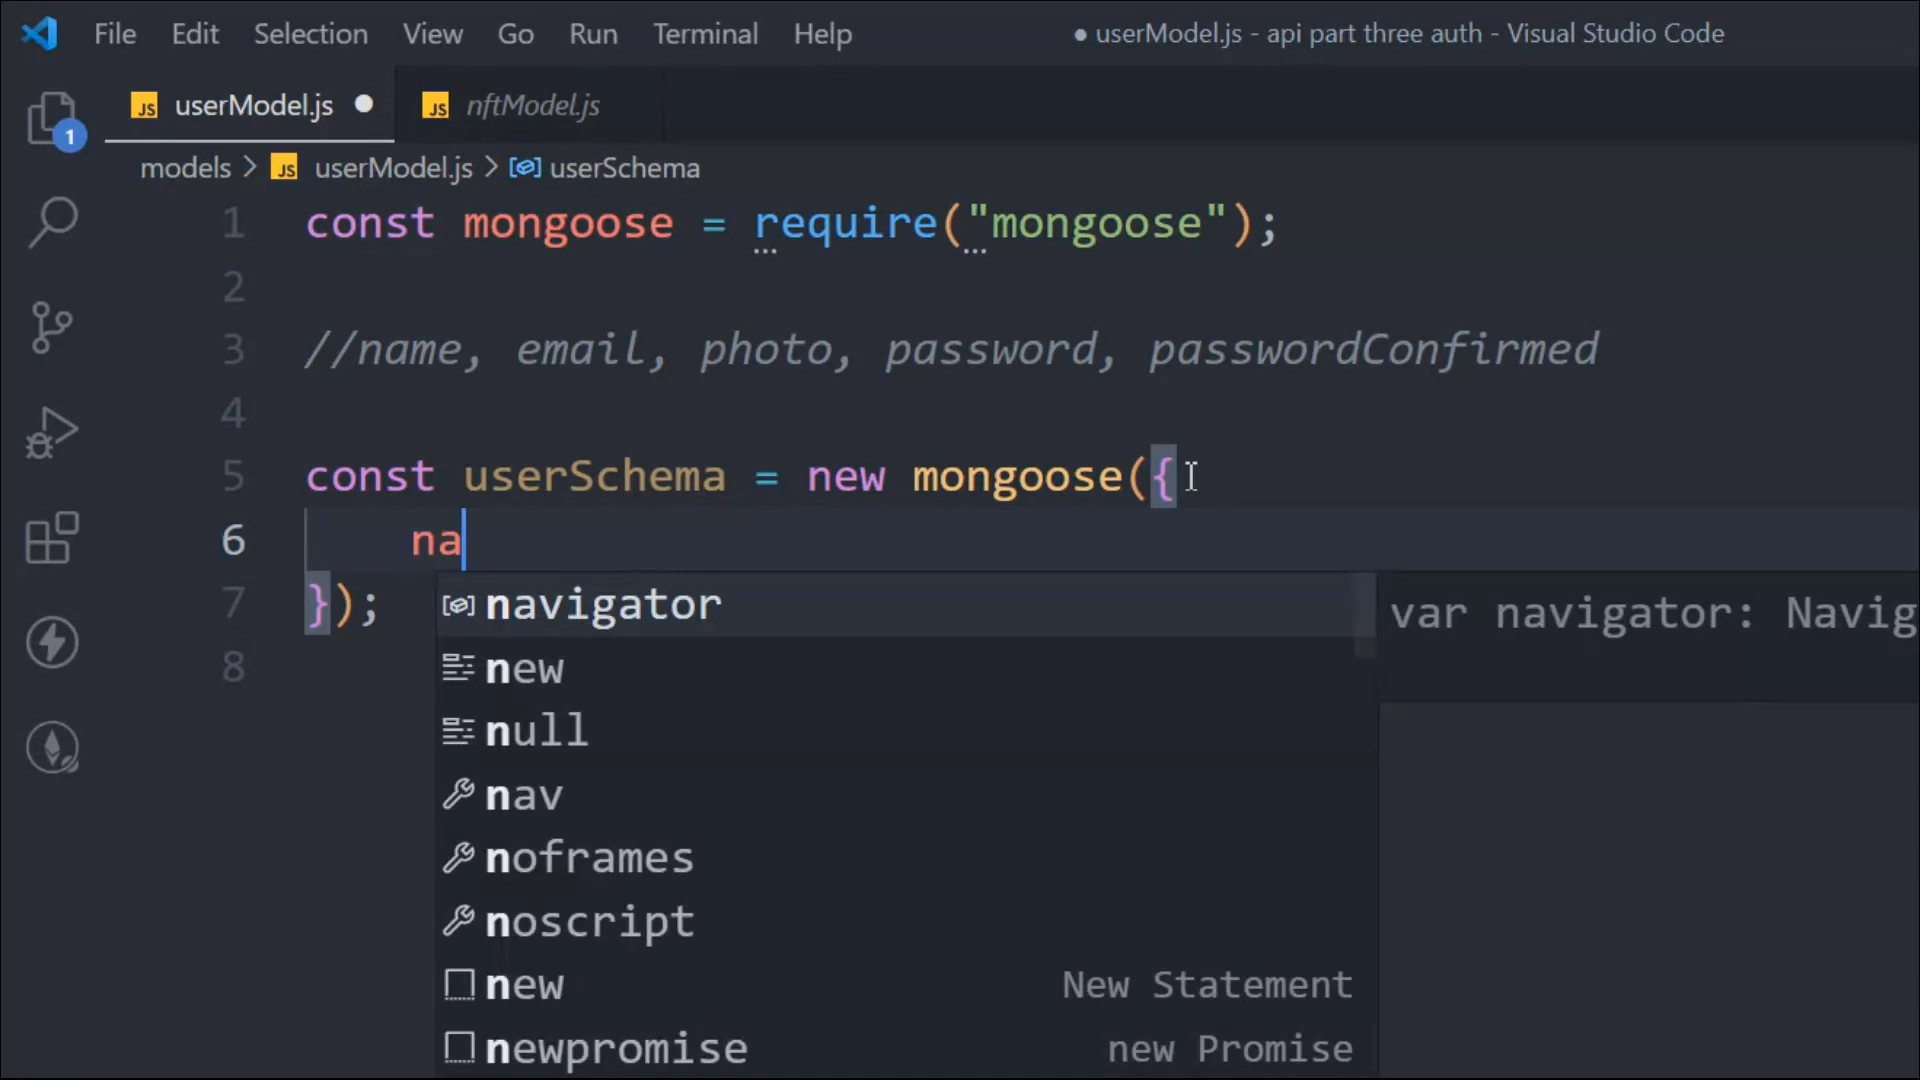 File Edit Selection View Go Run Terminal Help ● userModel.js - api part three auth - Visual Studio Code
JS userModel.js ● JS nftModel.js
1
models > JS userModel.js > userSchema
1 const mongoose = require("mongoose");
2
3 //name, email, photo, password, passwordConfirmed
4
5 const userSchema = new mongoose({
6 na
7 });
8
navigator var navigator: Navig
new
null
nav
noframes
noscript
new New Statement
newpromise new Promise